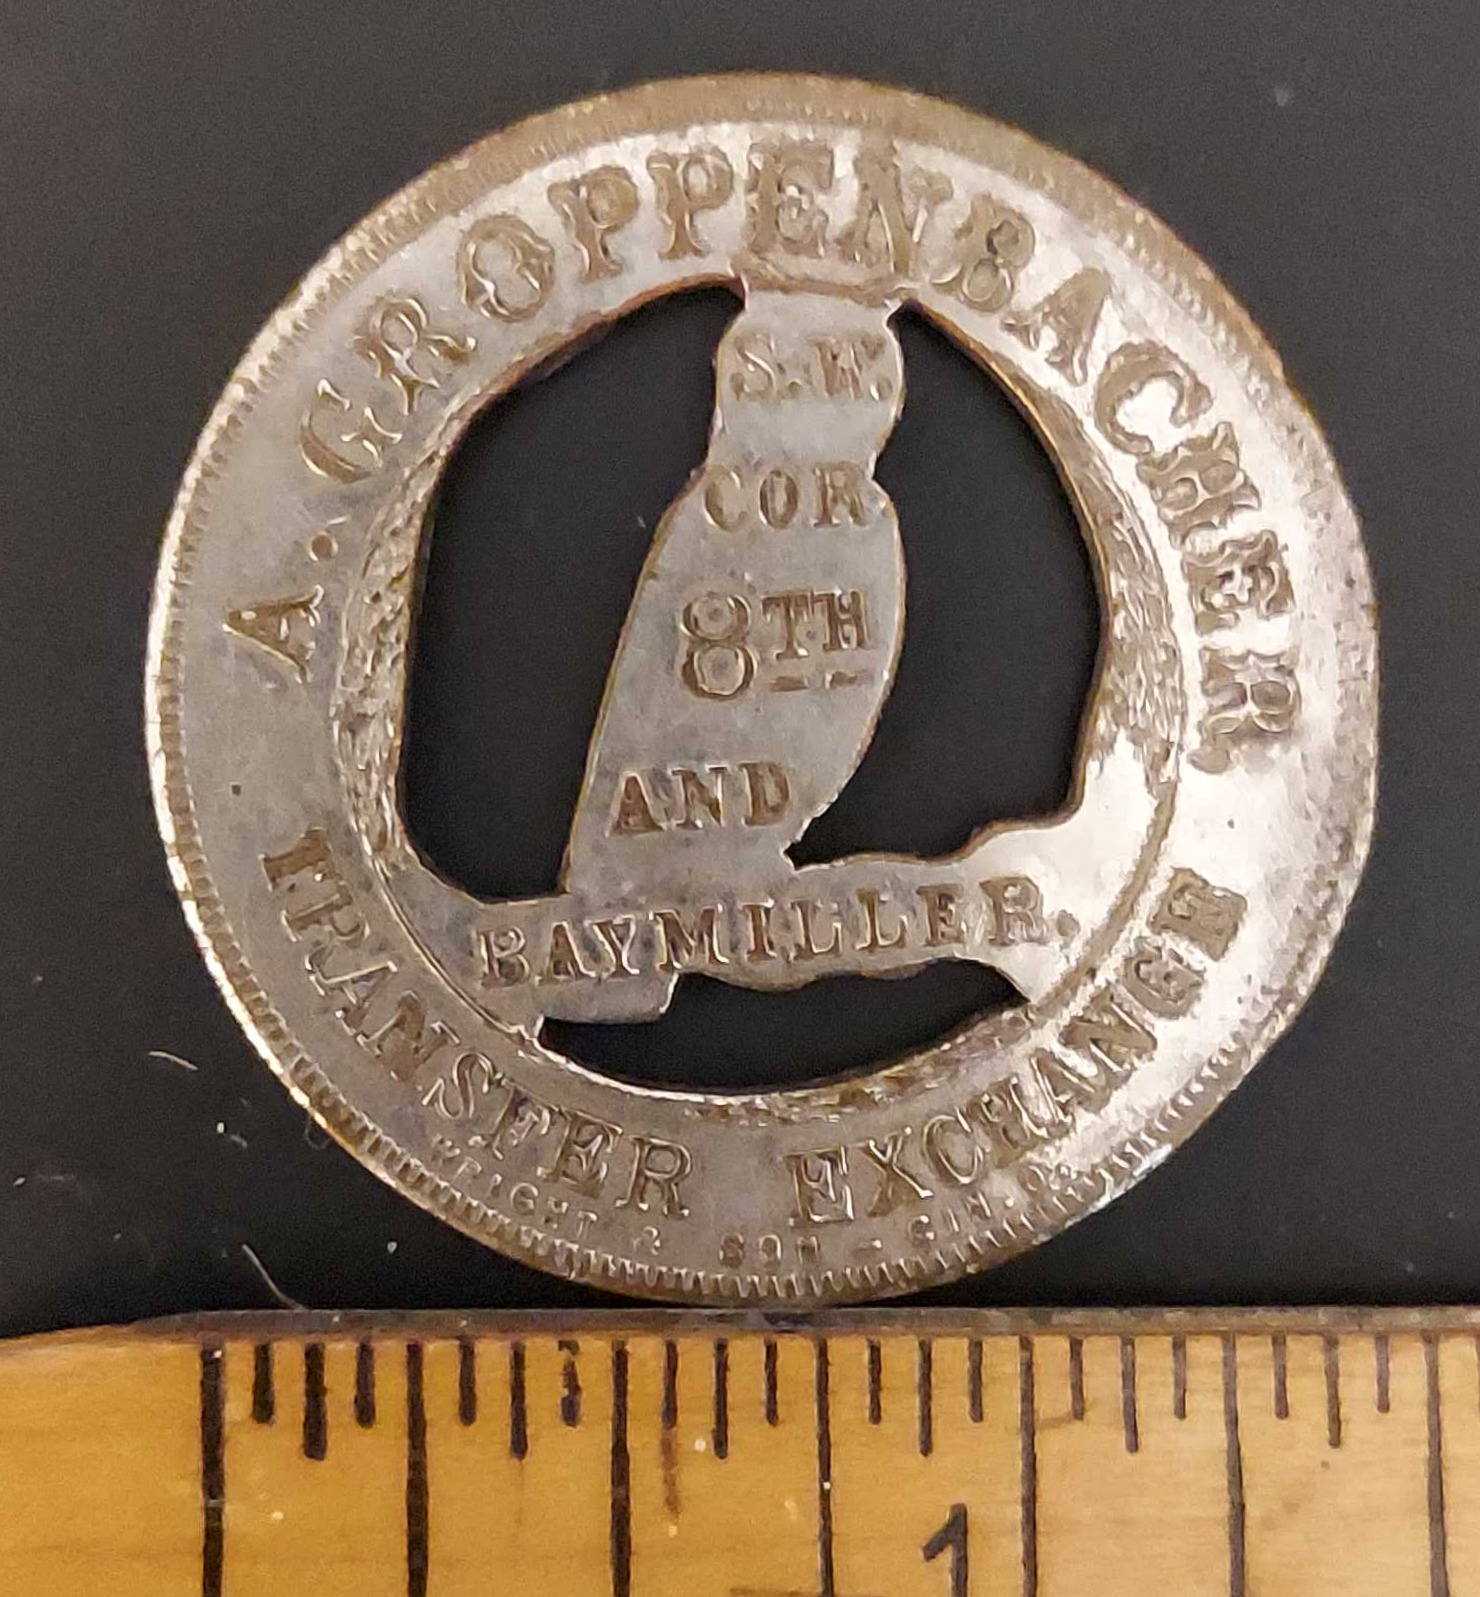 A. GROPPENBACHER
S.W.
COR
8TH
AND
BAYMILLER.
TRANSFER EXCHANGE
WRIGHT & SON - CIN. O.
1